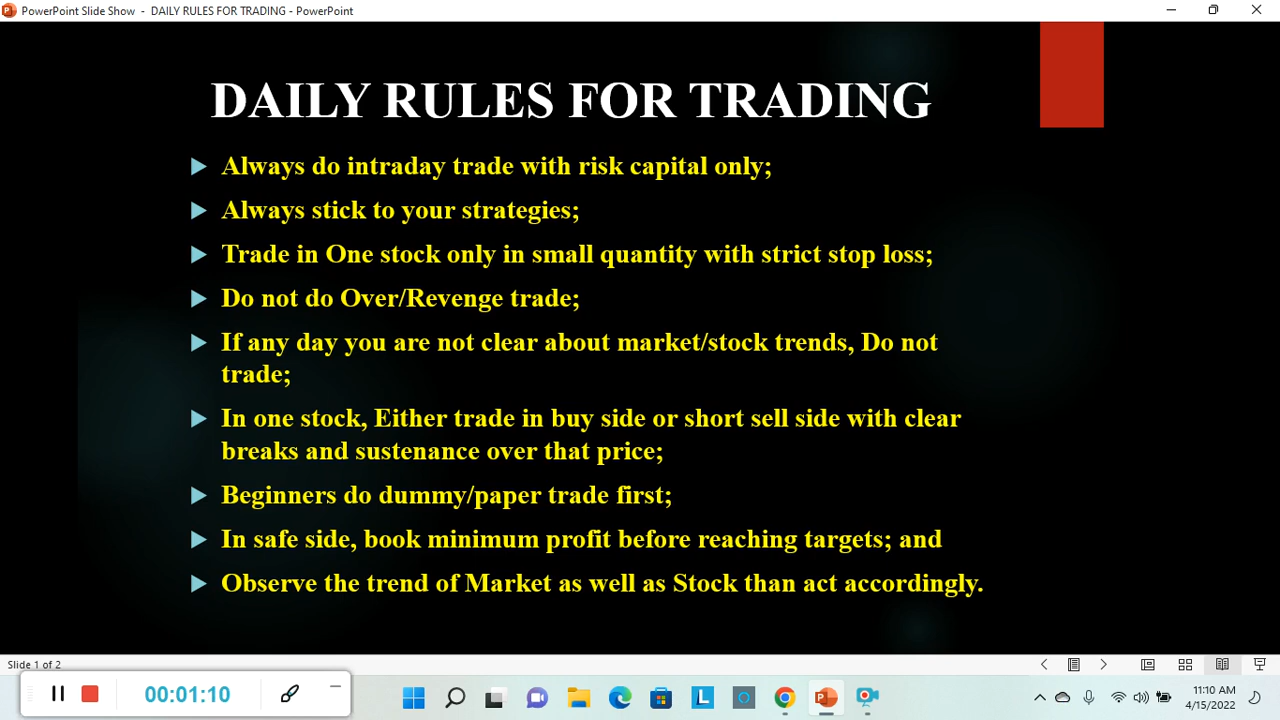 PowerPoint Slide Show - DAILY RULES FOR TRADING - PowerPoint
DAILY RULES FOR TRADING
Always do intraday trade with risk capital only;
Always stick to your strategies;
Trade in One stock only in small quantity with strict stop loss;
Do not do Over/Revenge trade;
If any day you are not clear about market/stock trends, Do not
trade;
In one stock, Either trade in buy side or short sell side with clear
breaks and sustenance over that price;
Beginners do dummy/paper trade first;
In safe side, book minimum profit before reaching targets; and
Observe the trend of Market as well as Stock than act accordingly.
Slide 1 of 2
00:01:10
L
11:10 AM
4/15/2022